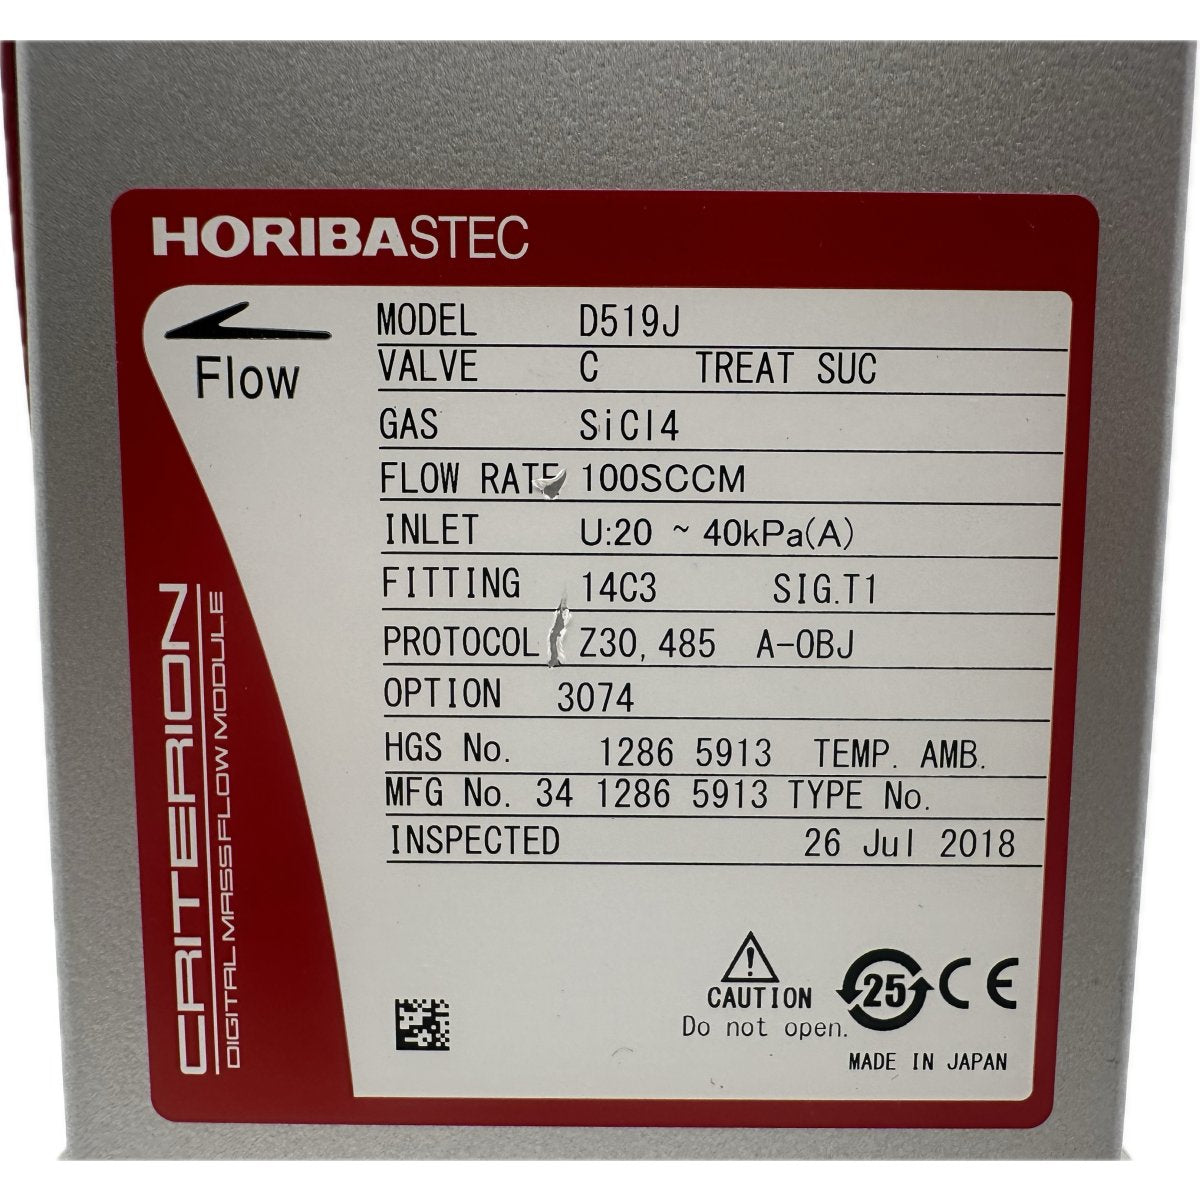 HORIBASTEC
Flow
MODEL D519J
VALVE C TREAT SUC
GAS SiCl4
FLOW RATE 100SCCM
INLET U:20 ~ 40kPa(A)
FITTING 14C3 SIG.T1
PROTOCOL Z30, 485 A-OBJ
OPTION 3074
HGS No. 1286 5913 TEMP. AMB.
MFG No. 34 1286 5913 TYPE No.
INSPECTED 26 Jul 2018
CRITERION
DIGITAL MASS FLOW MODULE
CAUTION
Do not open.
25
CE
MADE IN JAPAN